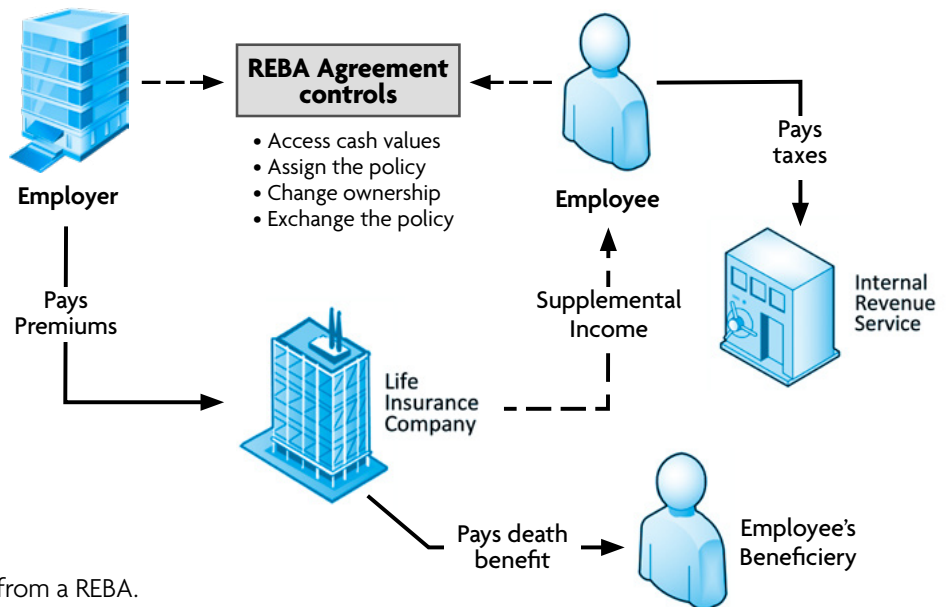 REBA Agreement
controls
• Access cash values
• Assign the policy
• Change ownership
• Exchange the policy
Employer
Employee
Pays
taxes
Pays
Premiums
Supplemental
Income
Internal
Revenue
Service
Life
Insurance
Company
Pays death
benefit
Employee's
Beneficiery
from a REBA.